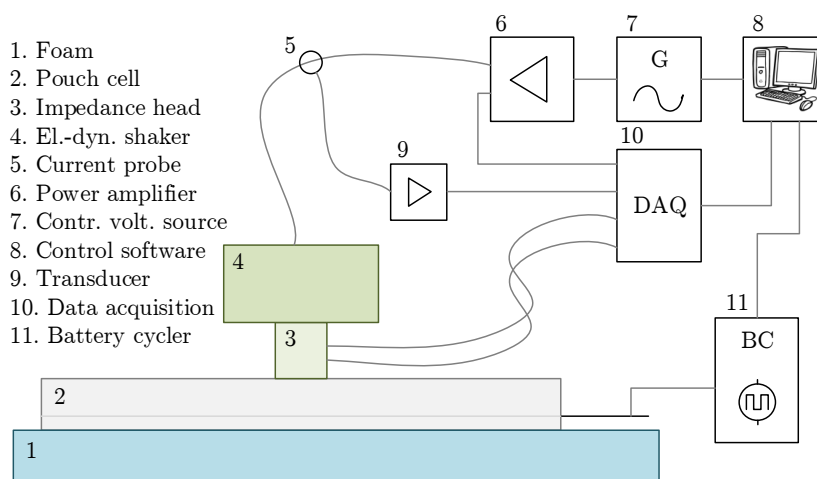 1. Foam
2. Pouch cell
3. Impedance head
4. El.-dyn. shaker
5. Current probe
6. Power amplifier
7. Contr. volt. source
8. Control software
9. Transducer
10. Data acquisition
11. Battery cycler
5
6
7
8
G
9
10
DAQ
4
3
11
BC
2
1